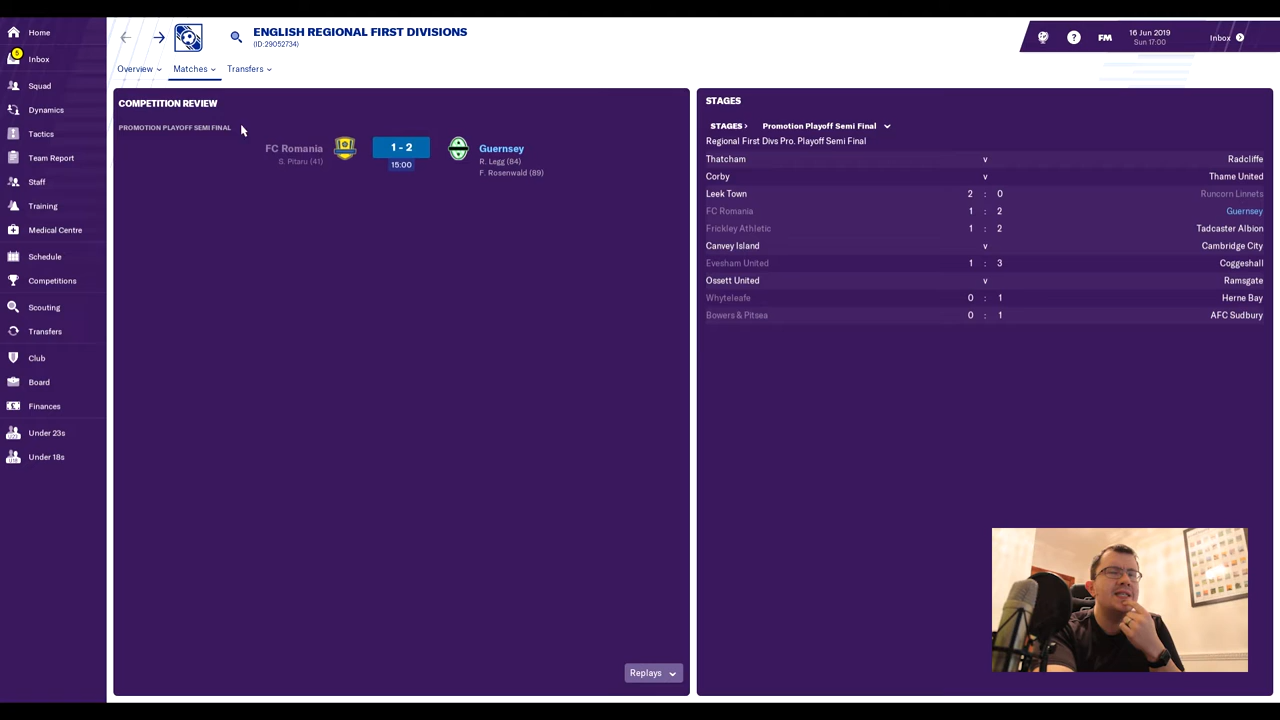 Home
5
Inbox
Squad
Dynamics
Tactics
Team Report
Staff
Training
Medical Centre
Schedule
Competitions
Scouting
Transfers
Club
Board
Finances
Under 23s
Under 18s
ENGLISH REGIONAL FIRST DIVISIONS
(ID:29052734)
?
FM
16 Jun 2019
Sun 17:00
Inbox
Overview
Matches
Transfers
COMPETITION REVIEW
PROMOTION PLAYOFF SEMI FINAL
FC Romania 1 - 2 Guernsey
S. Pitaru (41) 15:00 R. Legg (84)
F. Rosenwald (89)
Replays
STAGES
STAGES > Promotion Playoff Semi Final
Regional First Divs Pro. Playoff Semi Final
Thatcham v Radcliffe
Corby v Thame United
Leek Town 2 : 0 Runcorn Linnets
FC Romania 1 : 2 Guernsey
Frickley Athletic 1 : 2 Tadcaster Albion
Canvey Island v Cambridge City
Evesham United 1 : 3 Coggeshall
Ossett United v Ramsgate
Whyteleafe 0 : 1 Herne Bay
Bowers & Pitsea 0 : 1 AFC Sudbury